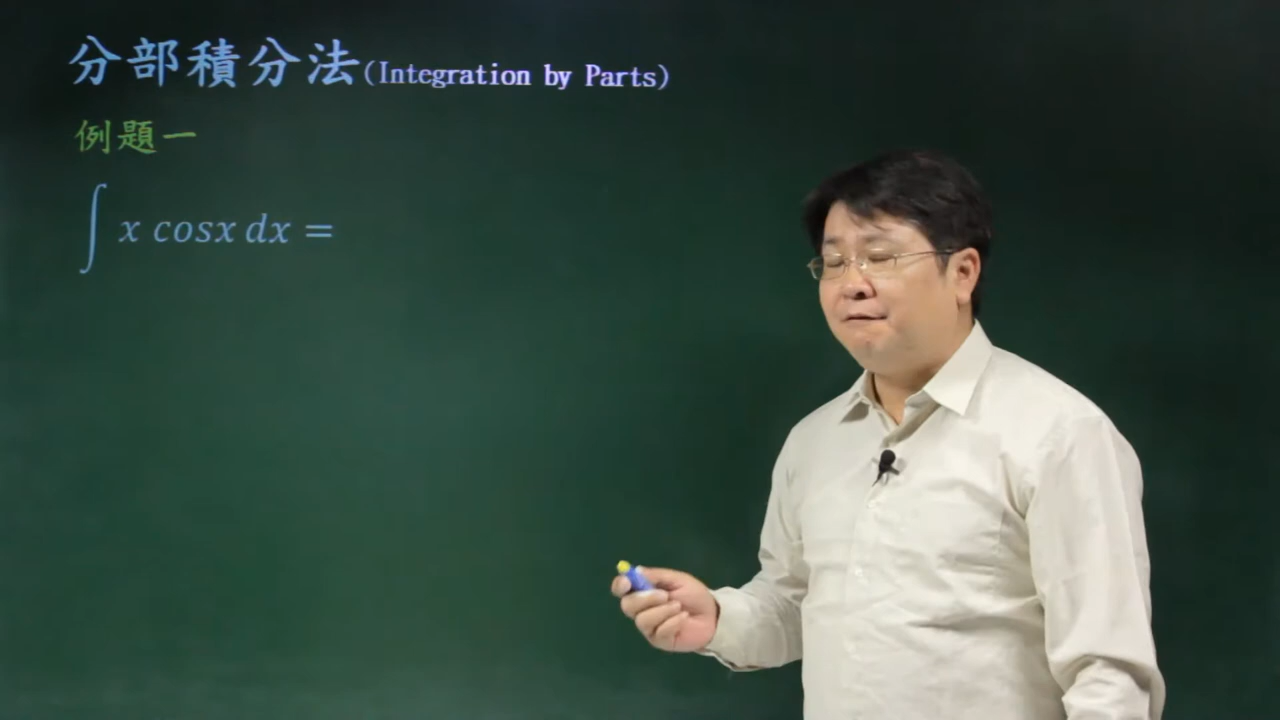 分部積分法(Integration by Parts)
例題一
∫ x cosx dx =